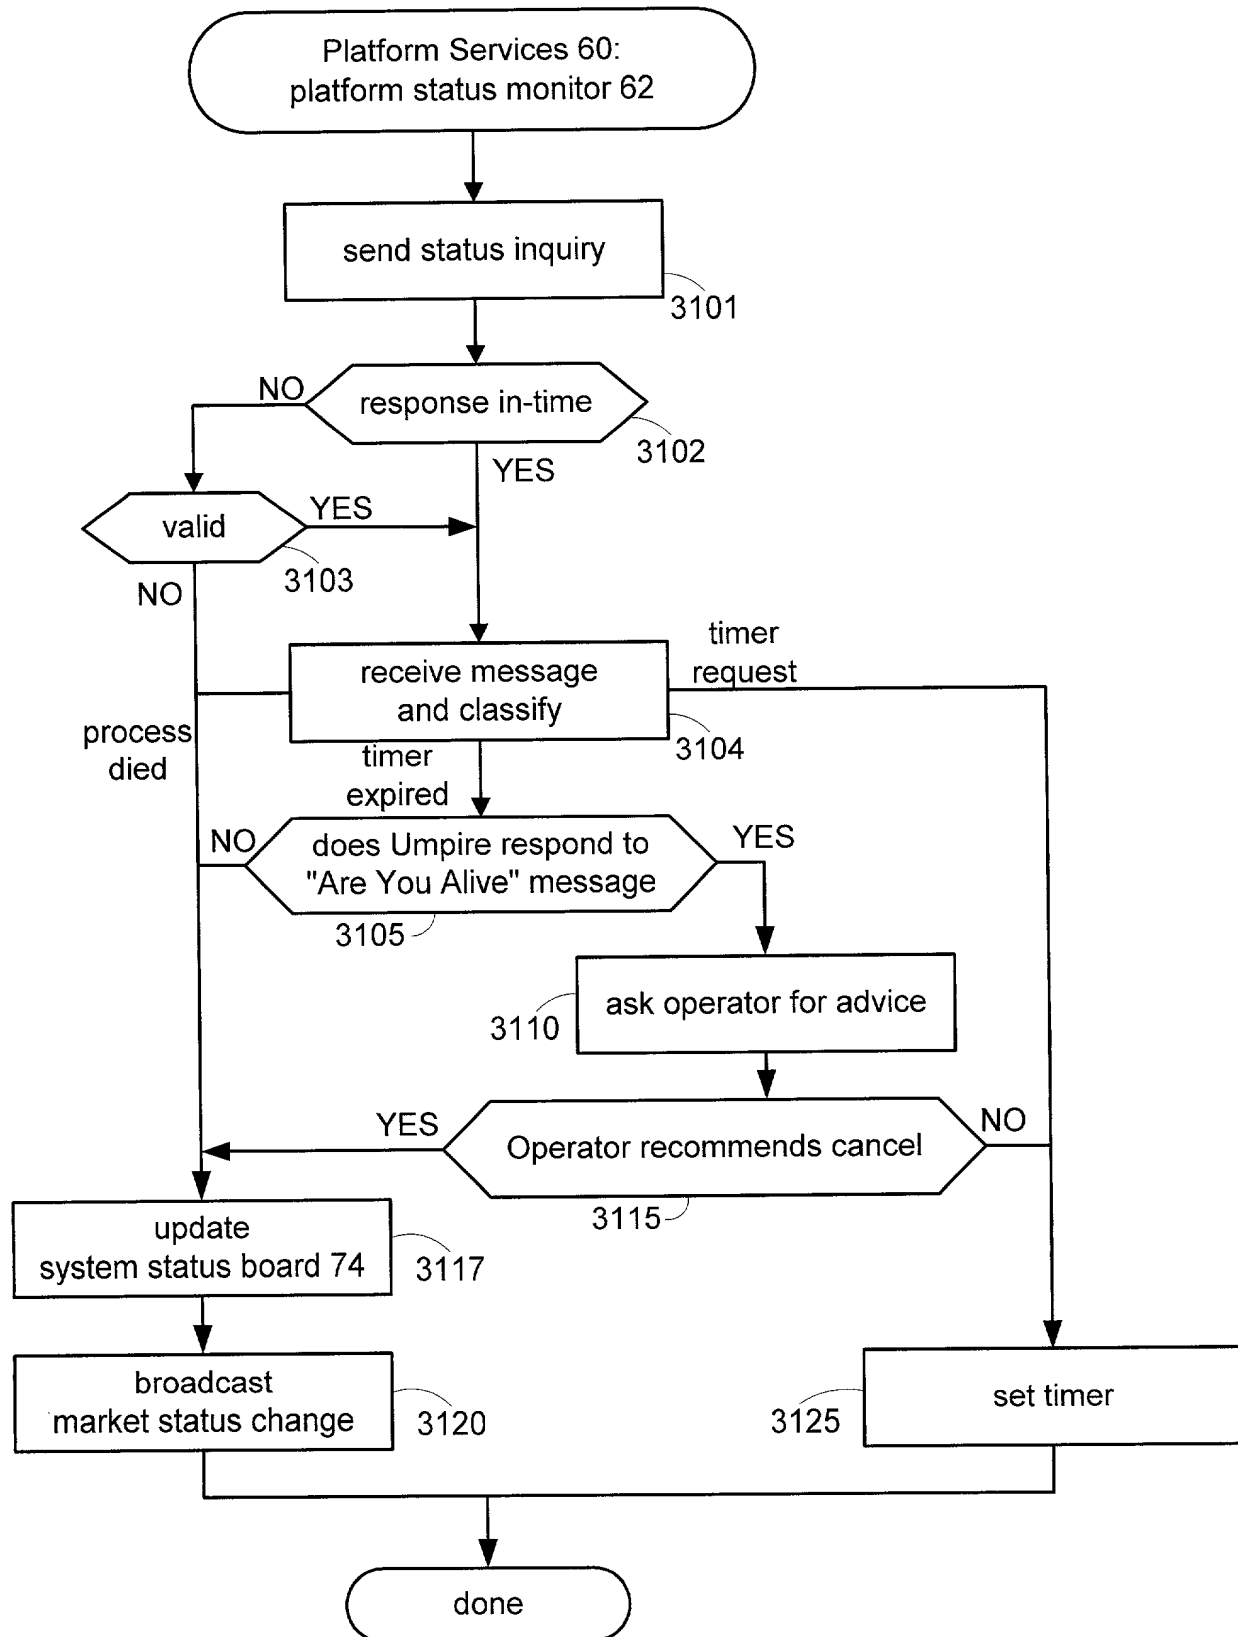 Platform Services 60:
platform status monitor 62
send status inquiry
3101
NO
response in-time
3102
YES
valid
YES
3103
NO
timer
request
receive message
and classify
3104
process
died
timer
expired
NO
does Umpire respond to
"Are You Alive" message
YES
3105
ask operator for advice
3110
YES
Operator recommends cancel
NO
3115
update
system status board 74
3117
broadcast
market status change
3120
set timer
3125
done